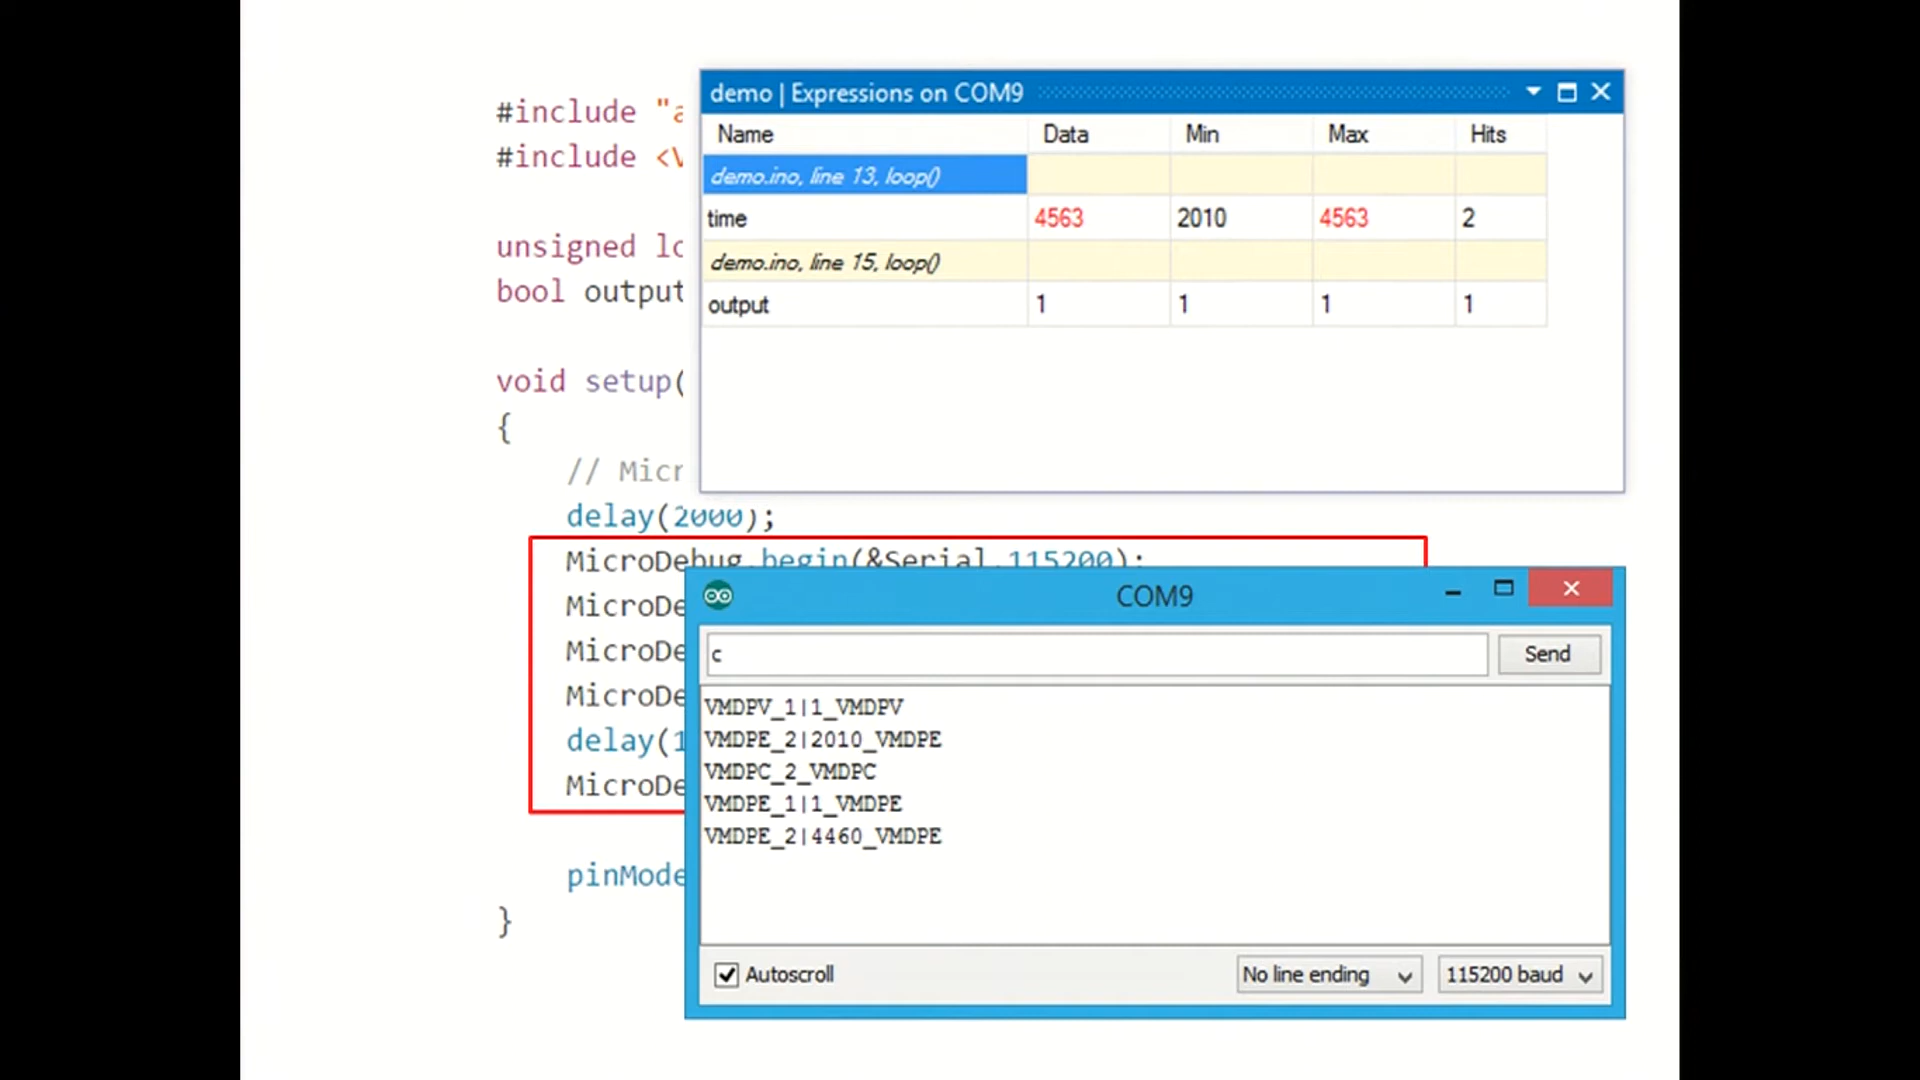 #include "a
#include <V
unsigned lo
bool output
void setup(
{
// Micr
delay(2000);
MicroDebug.begin(&Serial,115200);
MicroDe
MicroDe
MicroDe
delay(1
MicroDe
pinMode
}
demo | Expressions on COM9
Name Data Min Max Hits
demo.ino, line 13, loop()
time 4563 2010 4563 2
demo.ino, line 15, loop()
output 1 1 1 1
COM9
c Send
VMDPV_1|1_VMDPV
VMDPE_2|2010_VMDPE
VMDPC_2_VMDPC
VMDPE_1|1_VMDPE
VMDPE_2|4460_VMDPE
Autoscroll No line ending 115200 baud